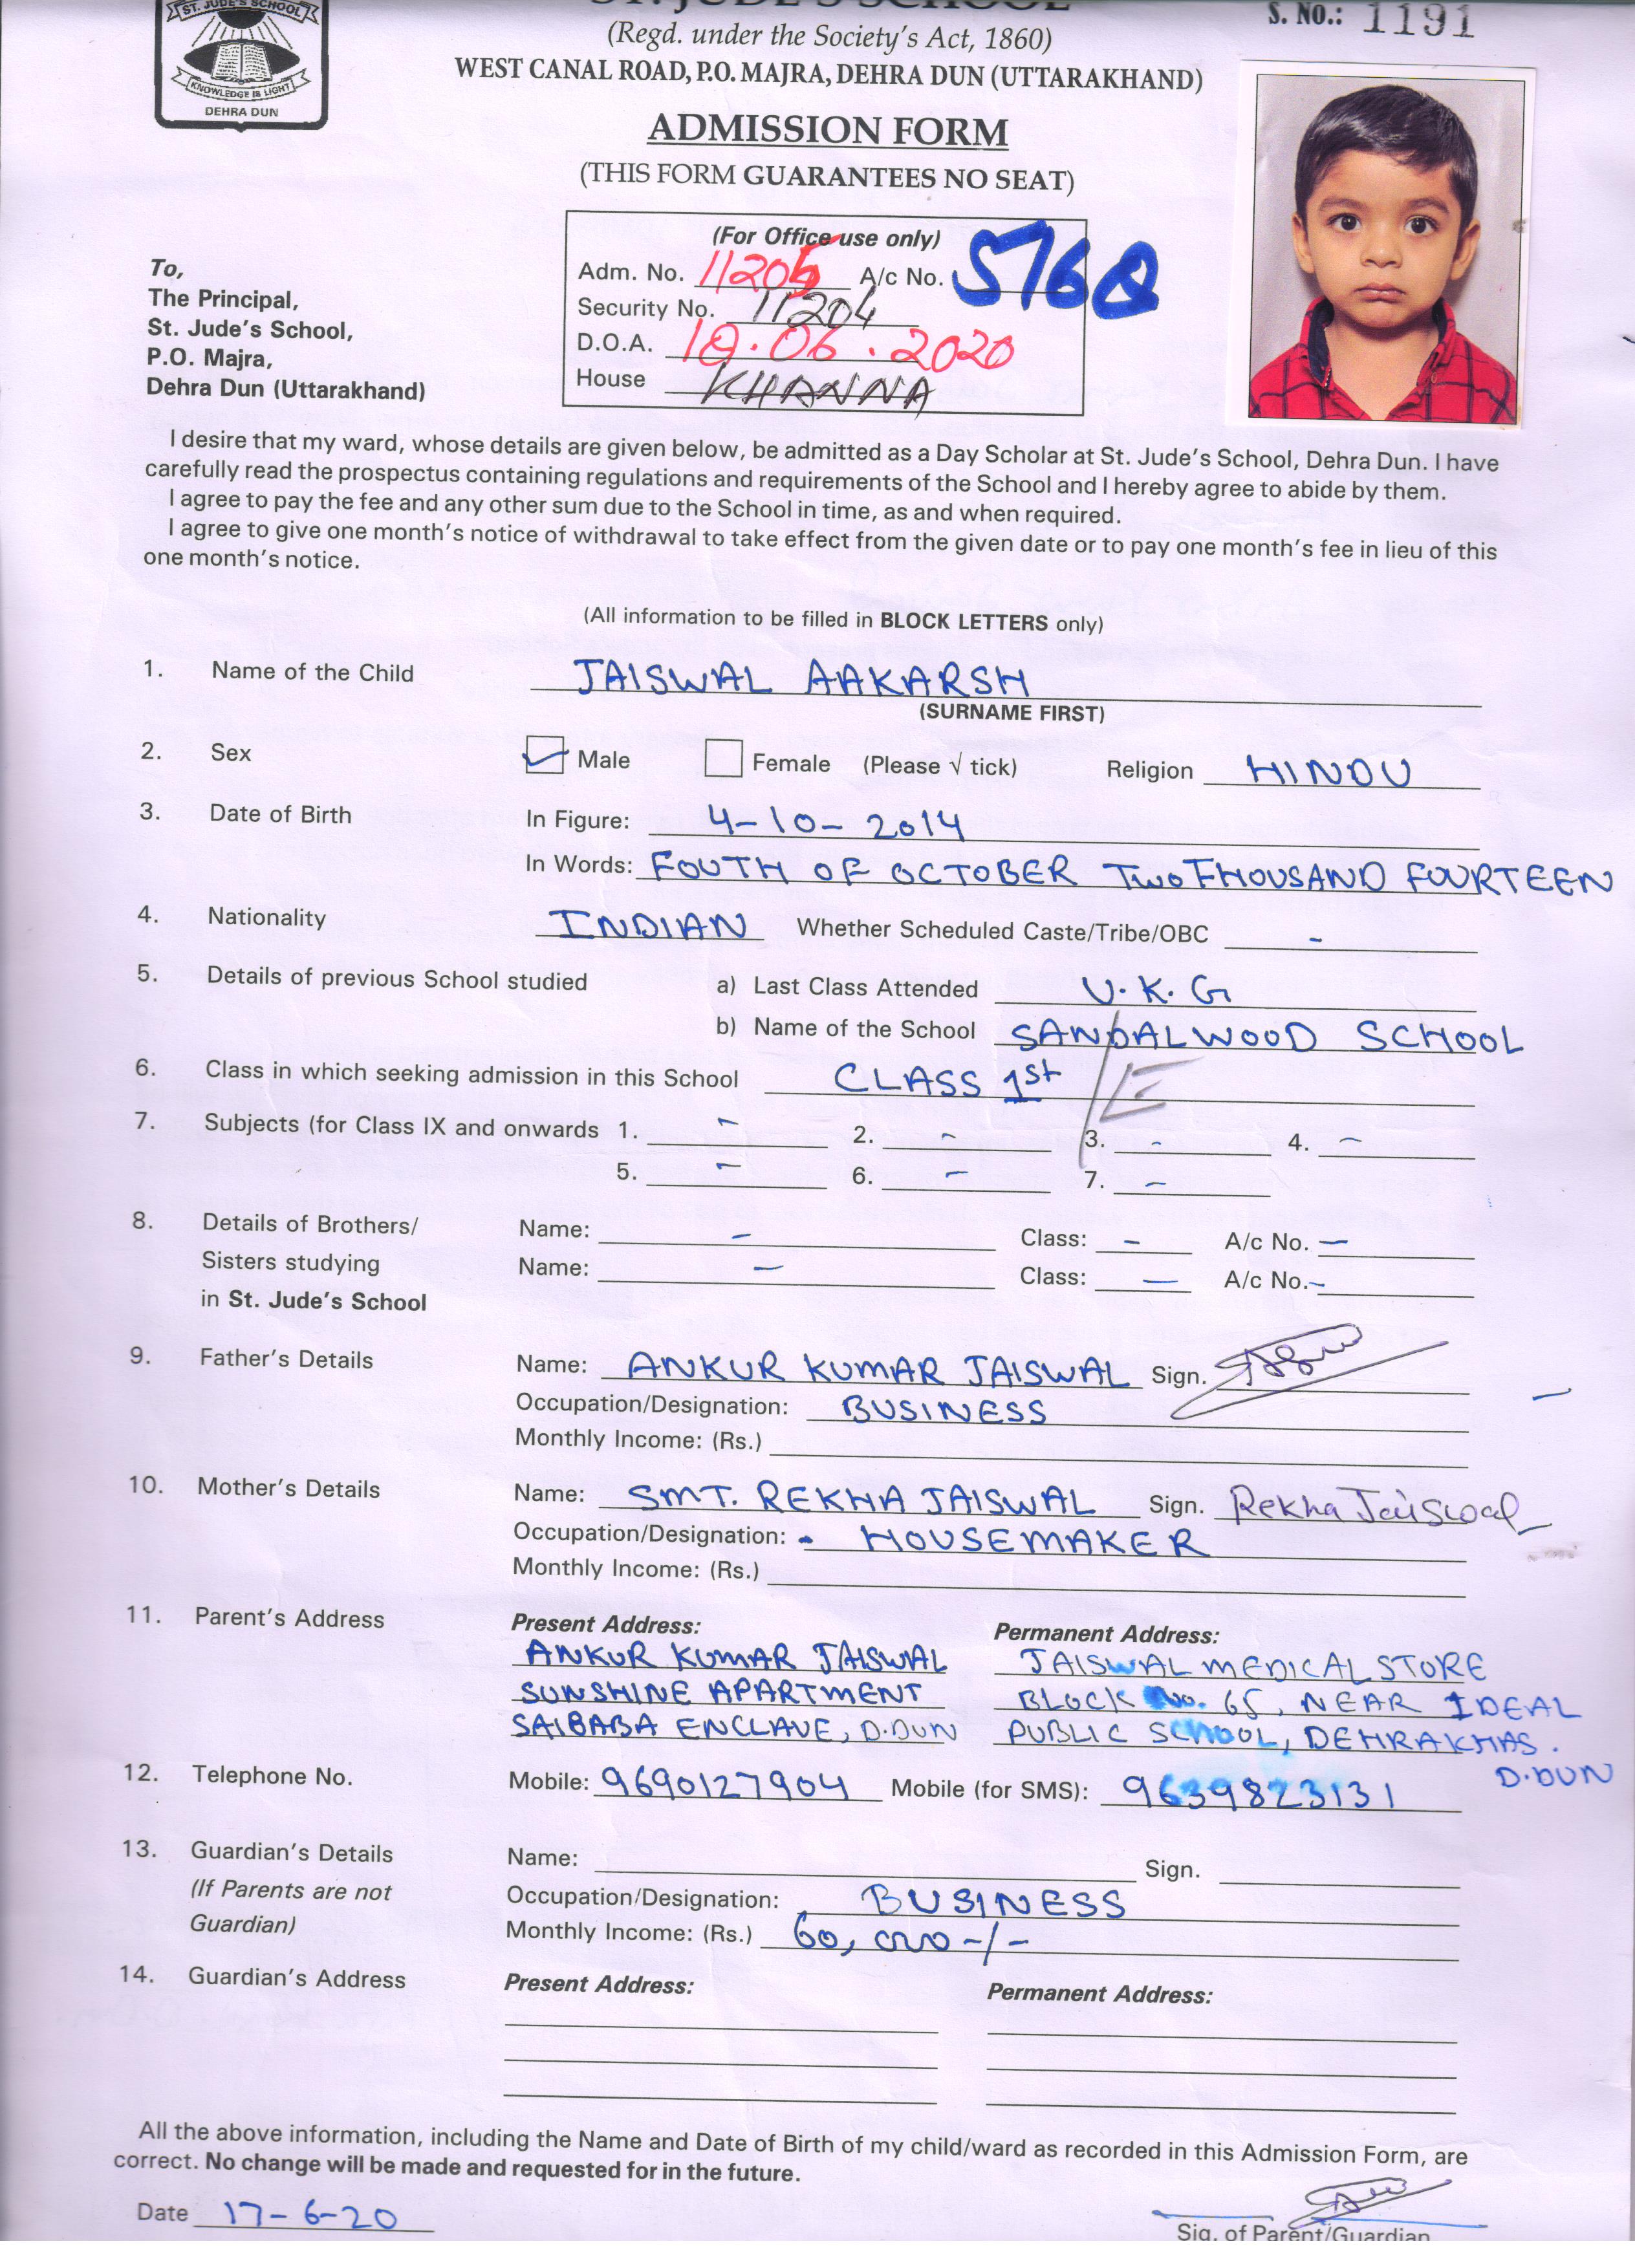 ST. JUDE'S SCHOOL
KNOWLEDGE IS LIGHT
DEHRA DUN
ST. JUDE'S SCHOOL
S. NO.: 1191
(Regd. under the Society's Act, 1860)
WEST CANAL ROAD, P.O. MAJRA, DEHRA DUN (UTTARAKHAND)
ADMISSION FORM
(THIS FORM GUARANTEES NO SEAT)
(For Office use only)
Adm. No. 11205 A/c No. 5768
Security No. 11204
D.O.A. 18.06.2020
House KHANNA
To,
The Principal,
St. Jude's School,
P.O. Majra,
Dehra Dun (Uttarakhand)
I desire that my ward, whose details are given below, be admitted as a Day Scholar at St. Jude's School, Dehra Dun. I have
carefully read the prospectus containing regulations and requirements of the School and I hereby agree to abide by them.
I agree to pay the fee and any other sum due to the School in time, as and when required.
I agree to give one month's notice of withdrawal to take effect from the given date or to pay one month's fee in lieu of this
one month's notice.
(All information to be filled in BLOCK LETTERS only)
1. Name of the Child JAISWAL AAKARSH
(SURNAME FIRST)
2. Sex Male Female (Please √ tick) Religion HINDU
3. Date of Birth In Figure: 4-10-2014
In Words: FOUTH OF OCTOBER TWO THOUSAND FOURTEEN
4. Nationality INDIAN Whether Scheduled Caste/Tribe/OBC -
5. Details of previous School studied a) Last Class Attended U.K.G
b) Name of the School SANDALWOOD SCHOOL
6. Class in which seeking admission in this School CLASS 1st /E
7. Subjects (for Class IX and onwards 1. - 2. - 3. - 4. -
5. - 6. - 7. -
8. Details of Brothers/ Name: - Class: - A/c No. -
Sisters studying Name: - Class: - A/c No. -
in St. Jude's School
9. Father's Details Name: ANKUR KUMAR JAISWAL Sign.
Occupation/Designation: BUSINESS
Monthly Income: (Rs.)
10. Mother's Details Name: SMT. REKHA JAISWAL Sign. Rekha Jaiswal
Occupation/Designation: HOUSEMAKER
Monthly Income: (Rs.)
11. Parent's Address Present Address: Permanent Address:
ANKUR KUMAR JAISWAL JAISWAL MEDICAL STORE
SUNSHINE APARTMENT BLOCK No. 65, NEAR IDEAL
SAIBABA ENCLAVE, D.DUN PUBLIC SCHOOL, DEHRAKHAS.
D.DUN
12. Telephone No. Mobile: 9690127904 Mobile (for SMS): 9639823131
13. Guardian's Details Name: Sign.
(If Parents are not Occupation/Designation: BUSINESS
Guardian) Monthly Income: (Rs.) 60,000-/-
14. Guardian's Address Present Address: Permanent Address:
All the above information, including the Name and Date of Birth of my child/ward as recorded in this Admission Form, are
correct. No change will be made and requested for in the future.
Date 17-6-20
Sig. of Parent/Guardian